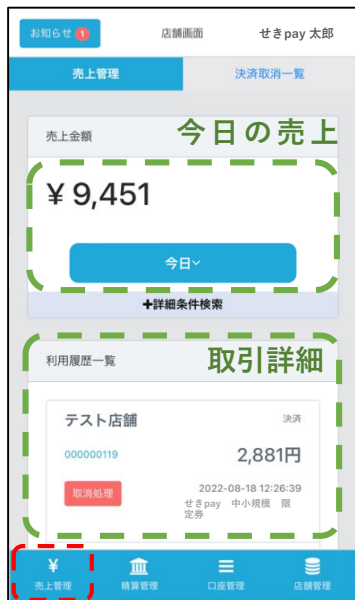 お知らせ 1 店舗画面 せきpay 太郎
売上管理 決済取消一覧
売上金額 今日の売上
¥ 9,451
今日
+詳細条件検索
利用履歴一覧 取引詳細
テスト店舗 決済
000000119 2,881円
取消処理 2022-08-18 12:26:39
せきpay 中小規模 限
定券
¥
売上管理 精算管理 口座管理 店舗管理